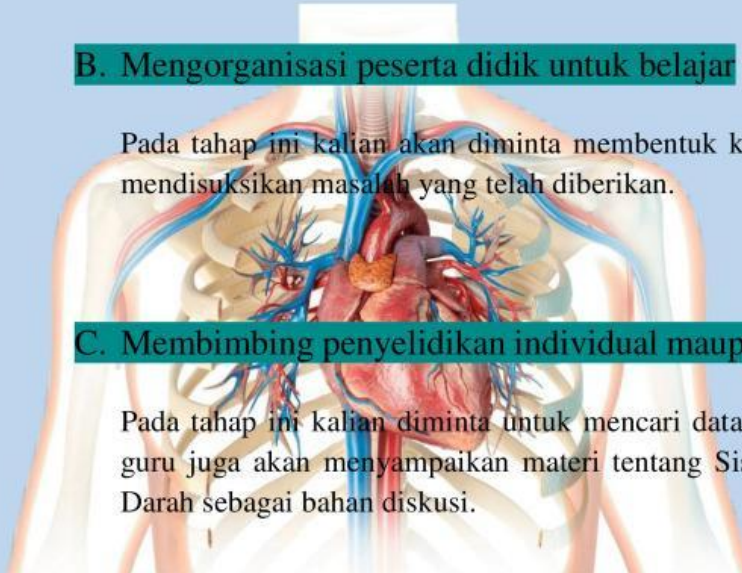 B. Mengorganisasi peserta didik untuk belajar
Pada tahap ini kalian akan diminta membentuk k
mendisuksikan masalah yang telah diberikan.
C. Membimbing penyelidikan individual maup
Pada tahap ini kalian diminta untuk mencari data
guru juga akan menyampaikan materi tentang Sis
Darah sebagai bahan diskusi.